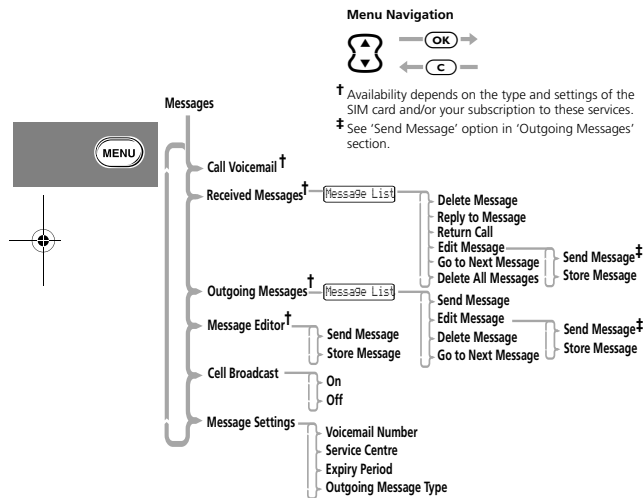 Menu Navigation
OK
C
† Availability depends on the type and settings of the
SIM card and/or your subscription to these services.
‡ See 'Send Message' option in 'Outgoing Messages'
section.
Messages
MENU
Call Voicemail †
Received Messages †
Message List
Delete Message
Reply to Message
Return Call
Edit Message
Go to Next Message
Delete All Messages
Send Message ‡
Store Message
Outgoing Messages †
Message List
Send Message
Edit Message
Delete Message
Go to Next Message
Send Message ‡
Store Message
Message Editor †
Send Message
Store Message
Cell Broadcast
On
Off
Message Settings
Voicemail Number
Service Centre
Expiry Period
Outgoing Message Type